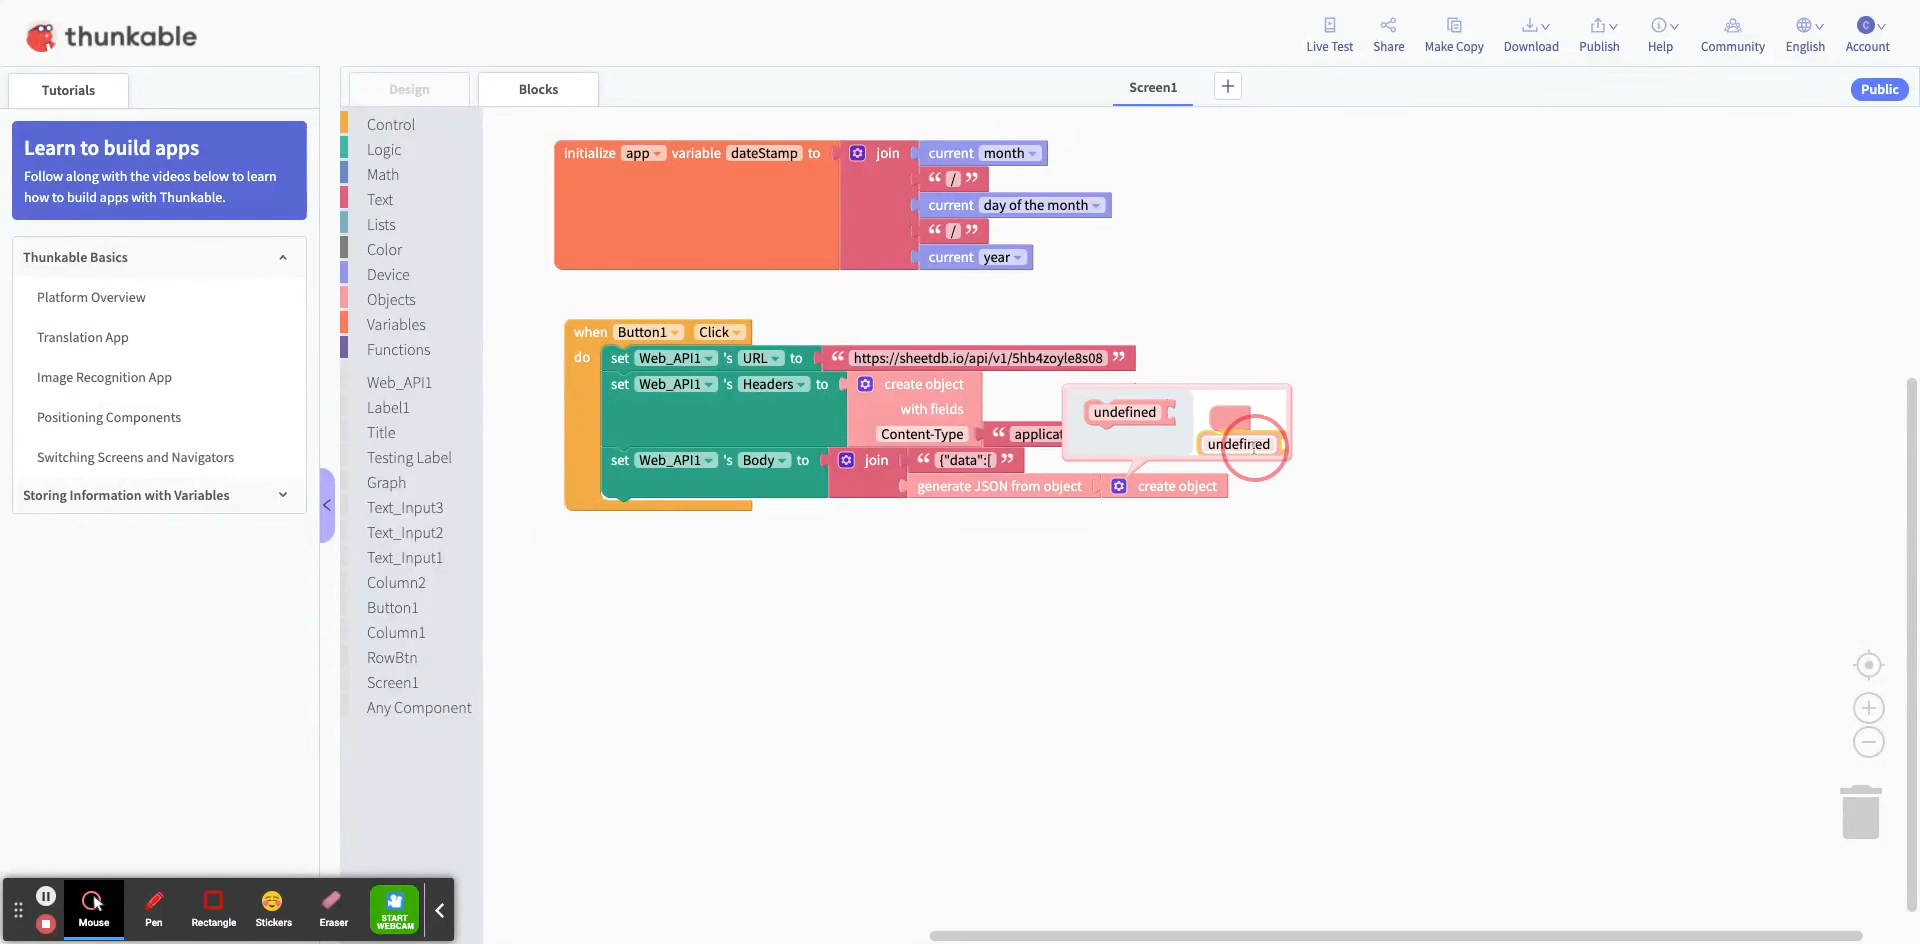 thunkable
Live Test
Share
Make Copy
Download
Publish
Help
Community
English
C
Account
Tutorials
Design
Blocks
Screen1
Public
Learn to build apps
Follow along with the videos below to learn
how to build apps with Thunkable.
Thunkable Basics
Platform Overview
Translation App
Image Recognition App
Positioning Components
Switching Screens and Navigators
Storing Information with Variables
Control
Logic
Math
Text
Lists
Color
Device
Objects
Variables
Functions
Web_API1
Label1
Title
Testing Label
Graph
Text_Input3
Text_Input2
Text_Input1
Column2
Button1
Column1
RowBtn
Screen1
Any Component
initialize app variable dateStamp to join current month
“ / ”
current day of the month
“ / ”
current year
when Button1 Click
do set Web_API1 's URL to “ https://sheetdb.io/api/v1/5hb4zoyle8s08 ”
set Web_API1 's Headers to create object
with fields
Content-Type “ applicat
undefined
undefined
set Web_API1 's Body to join “ {"data":[ ”
generate JSON from object create object
Mouse
Pen
Rectangle
Stickers
Eraser
START
WEBCAM